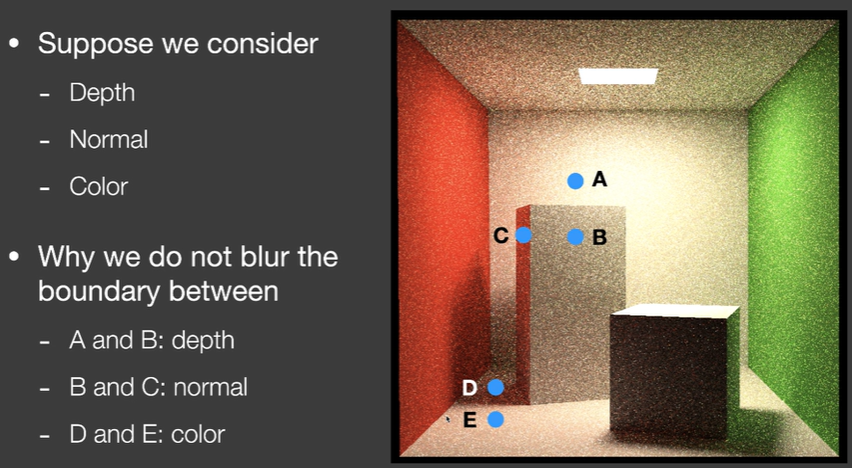 • Suppose we consider
- Depth
- Normal
- Color
• Why we do not blur the
boundary between
- A and B: depth
- B and C: normal
- D and E: color
A
C
B
D
E